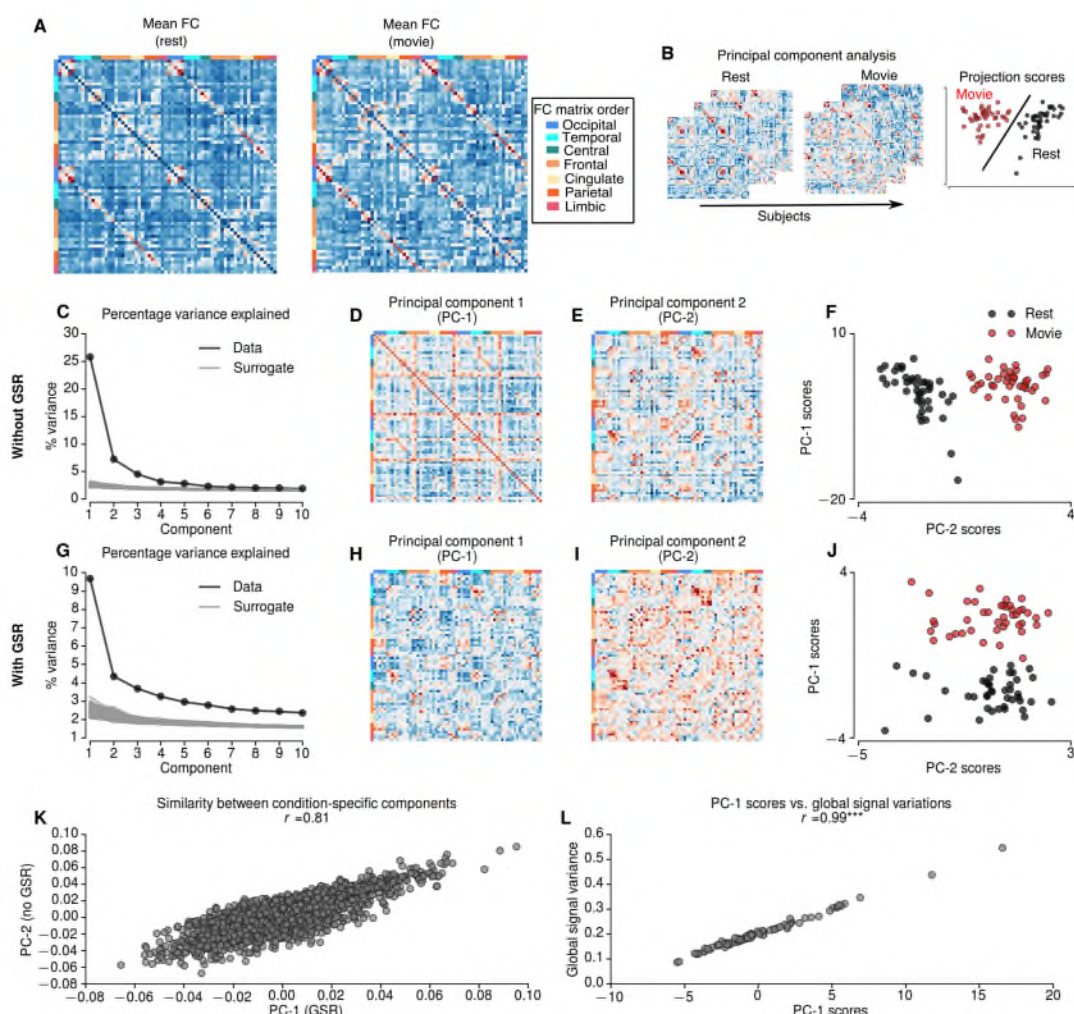 A
Mean FC
(rest)
Mean FC
(movie)
FC matrix order
Occipital
Temporal
Central
Frontal
Cingulate
Parietal
Limbic
B
Principal component analysis
Rest
Movie
Subjects
Projection scores
Movie
Rest
Without GSR
C
Percentage variance explained
30
25
20
15
10
5
0
% variance
Data
Surrogate
1 2 3 4 5 6 7 8 9 10
Component
D
Principal component 1
(PC-1)
E
Principal component 2
(PC-2)
F
Rest
Movie
10
−20
PC-1 scores
−4
4
PC-2 scores
With GSR
G
Percentage variance explained
10
9
8
7
6
5
4
3
2
1
% variance
Data
Surrogate
1 2 3 4 5 6 7 8 9 10
Component
H
Principal component 1
(PC-1)
I
Principal component 2
(PC-2)
J
4
−4
PC-1 scores
−5
3
PC-2 scores
K
Similarity between condition-specific components
r =0.81
0.10
0.08
0.06
0.04
0.02
0.00
−0.02
−0.04
−0.06
−0.08
PC-2 (no GSR)
−0.08 −0.06 −0.04 −0.02 0.00 0.02 0.04 0.06 0.08 0.10
PC-1 (GSR)
L
PC-1 scores vs. global signal variations
r =0.99***
0.6
0.5
0.4
0.3
0.2
0.1
0.0
Global signal variance
−10 −5 0 5 10 15 20
PC-1 scores